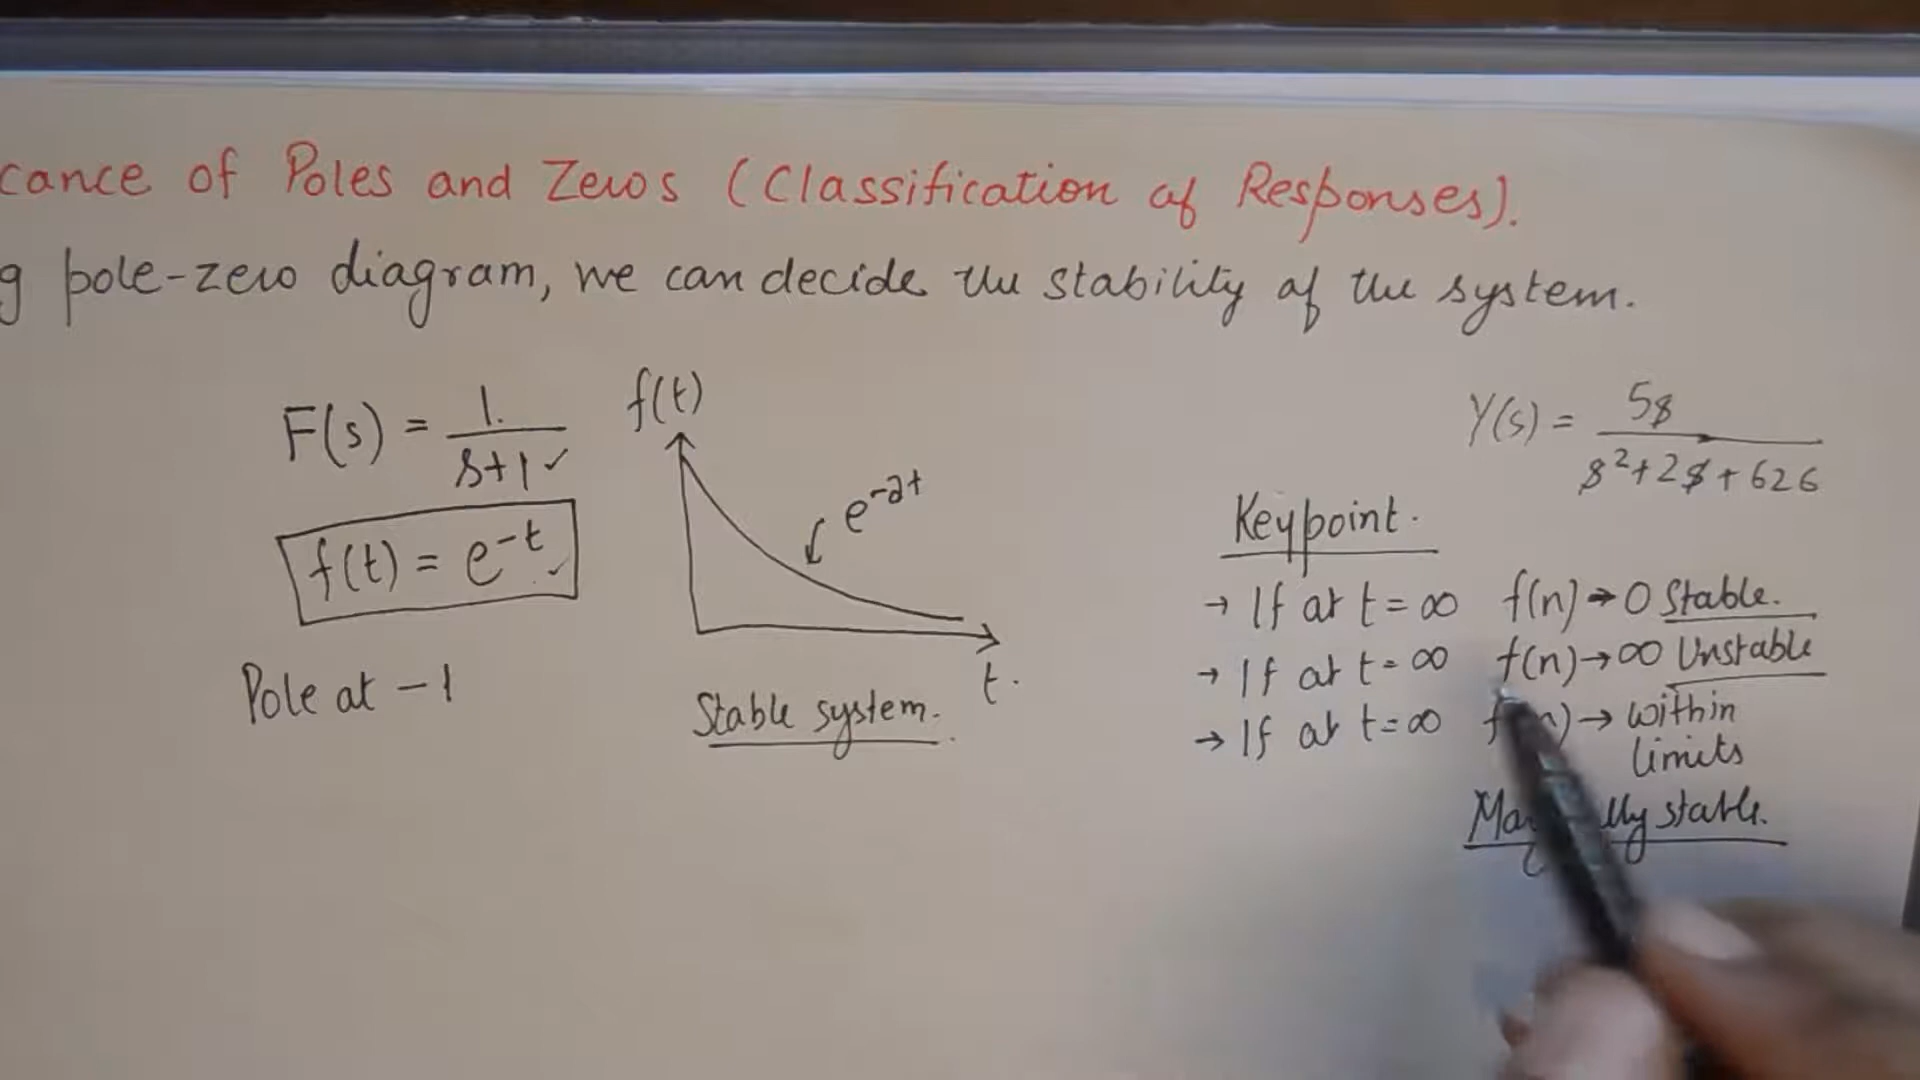 cance of Poles and Zeros (Classification of Responses).
g pole-zero diagram, we can decide the stability of the system.
F(s) = 1 / s+1 ✓
f(t) = e^-t ✓
Pole at -1
f(t)
e^-at
t.
Stable system.
Y(s) = 5s / s²+2s+626
Keypoint.
→ If at t = ∞ f(n) → 0 Stable.
→ If at t = ∞ f(n) → ∞ Unstable
→ If at t = ∞ → within
limits
stable.